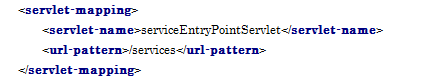 <servlet-mapping>
<servlet-name>serviceEntryPointServlet</servlet-name>
<url-pattern>/services</url-pattern>
</servlet-mapping>